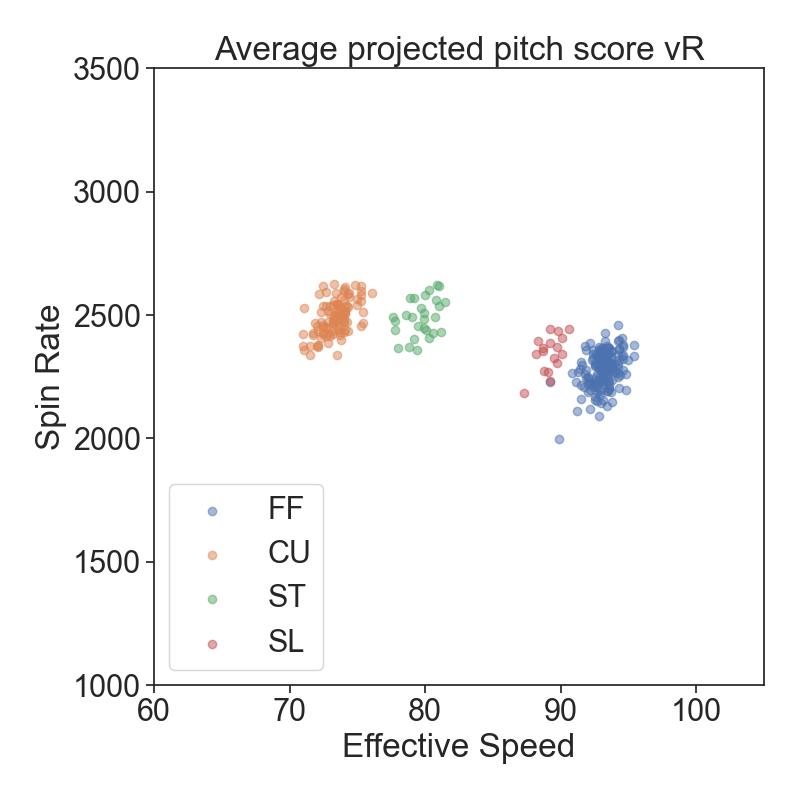 Average projected pitch score vR
3500
3000
2500
2000
1500
1000
Spin Rate
FF
CU
ST
SL
60 70 80 90 100
Effective Speed